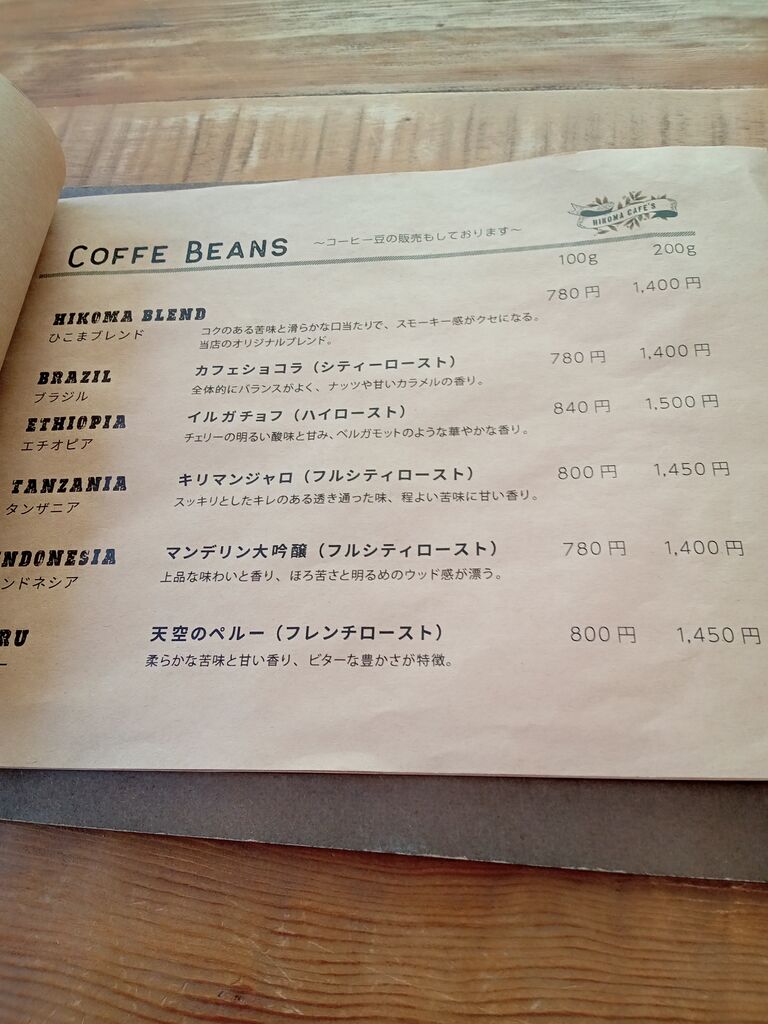 COFFE BEANS ～コーヒー豆の販売もしております～
HIKOMA CAFE'S
100g 200g
HIKOMA BLEND 780円 1,400円
ひこまブレンド コクのある苦味と滑らかな口当たりで、スモーキー感がクセになる。
当店のオリジナルブレンド。
BRAZIL カフェショコラ（シティーロースト） 780円 1,400円
ブラジル 全体的にバランスがよく、ナッツや甘いカラメルの香り。
ETHIOPIA イルガチョフ（ハイロースト） 840円 1,500円
エチオピア チェリーの明るい酸味と甘み、ベルガモットのような華やかな香り。
TANZANIA キリマンジャロ（フルシティロースト） 800円 1,450円
タンザニア スッキリとしたキレのある透き通った味、程よい苦味に甘い香り。
NDONESIA マンデリン大吟醸（フルシティロースト） 780円 1,400円
ンドネシア 上品な味わいと香り、ほろ苦さと明るめのウッド感が漂う。
RU 天空のペルー（フレンチロースト） 800円 1,450円
ー 柔らかな苦味と甘い香り、ビターな豊かさが特徴。